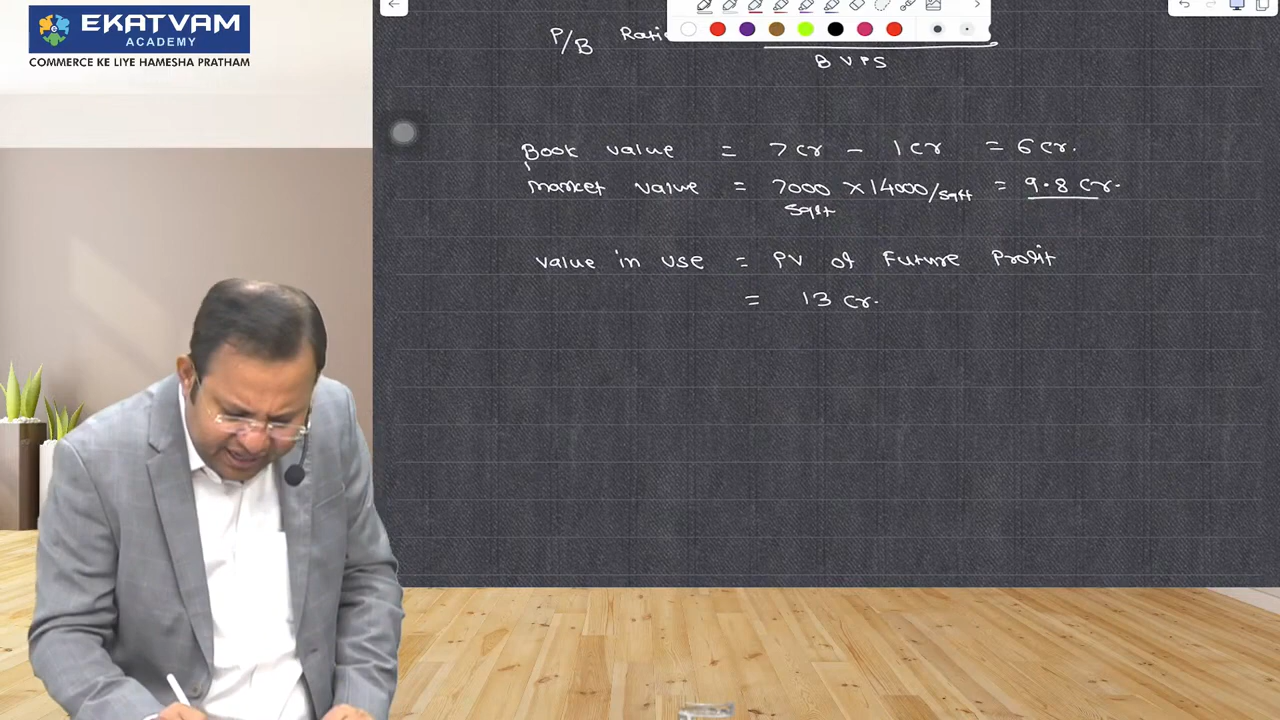 EKATVAM
ACADEMY
COMMERCE KE LIYE HAMESHA PRATHAM
P/B Ratio
BVPS
Book value = 7 Cr - 1 Cr = 6 Cr.
market value = 7000 sqft × 14000/sqft = 9.8 Cr.
value in use = PV of Future Profit
= 13 Cr.